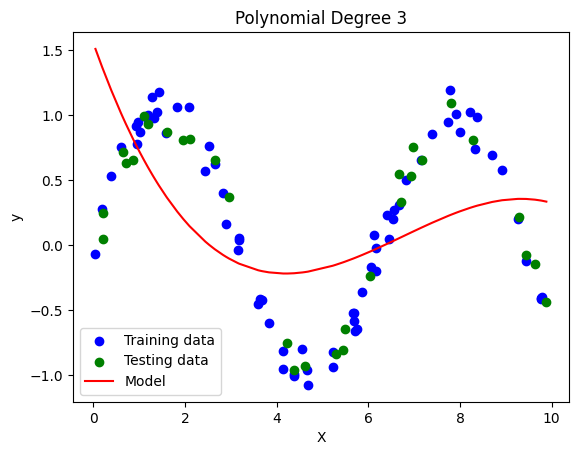 Polynomial Degree 3
y
1.5
1.0
0.5
0.0
−0.5
−1.0
Training data
Testing data
Model
0
2
4
6
8
10
X